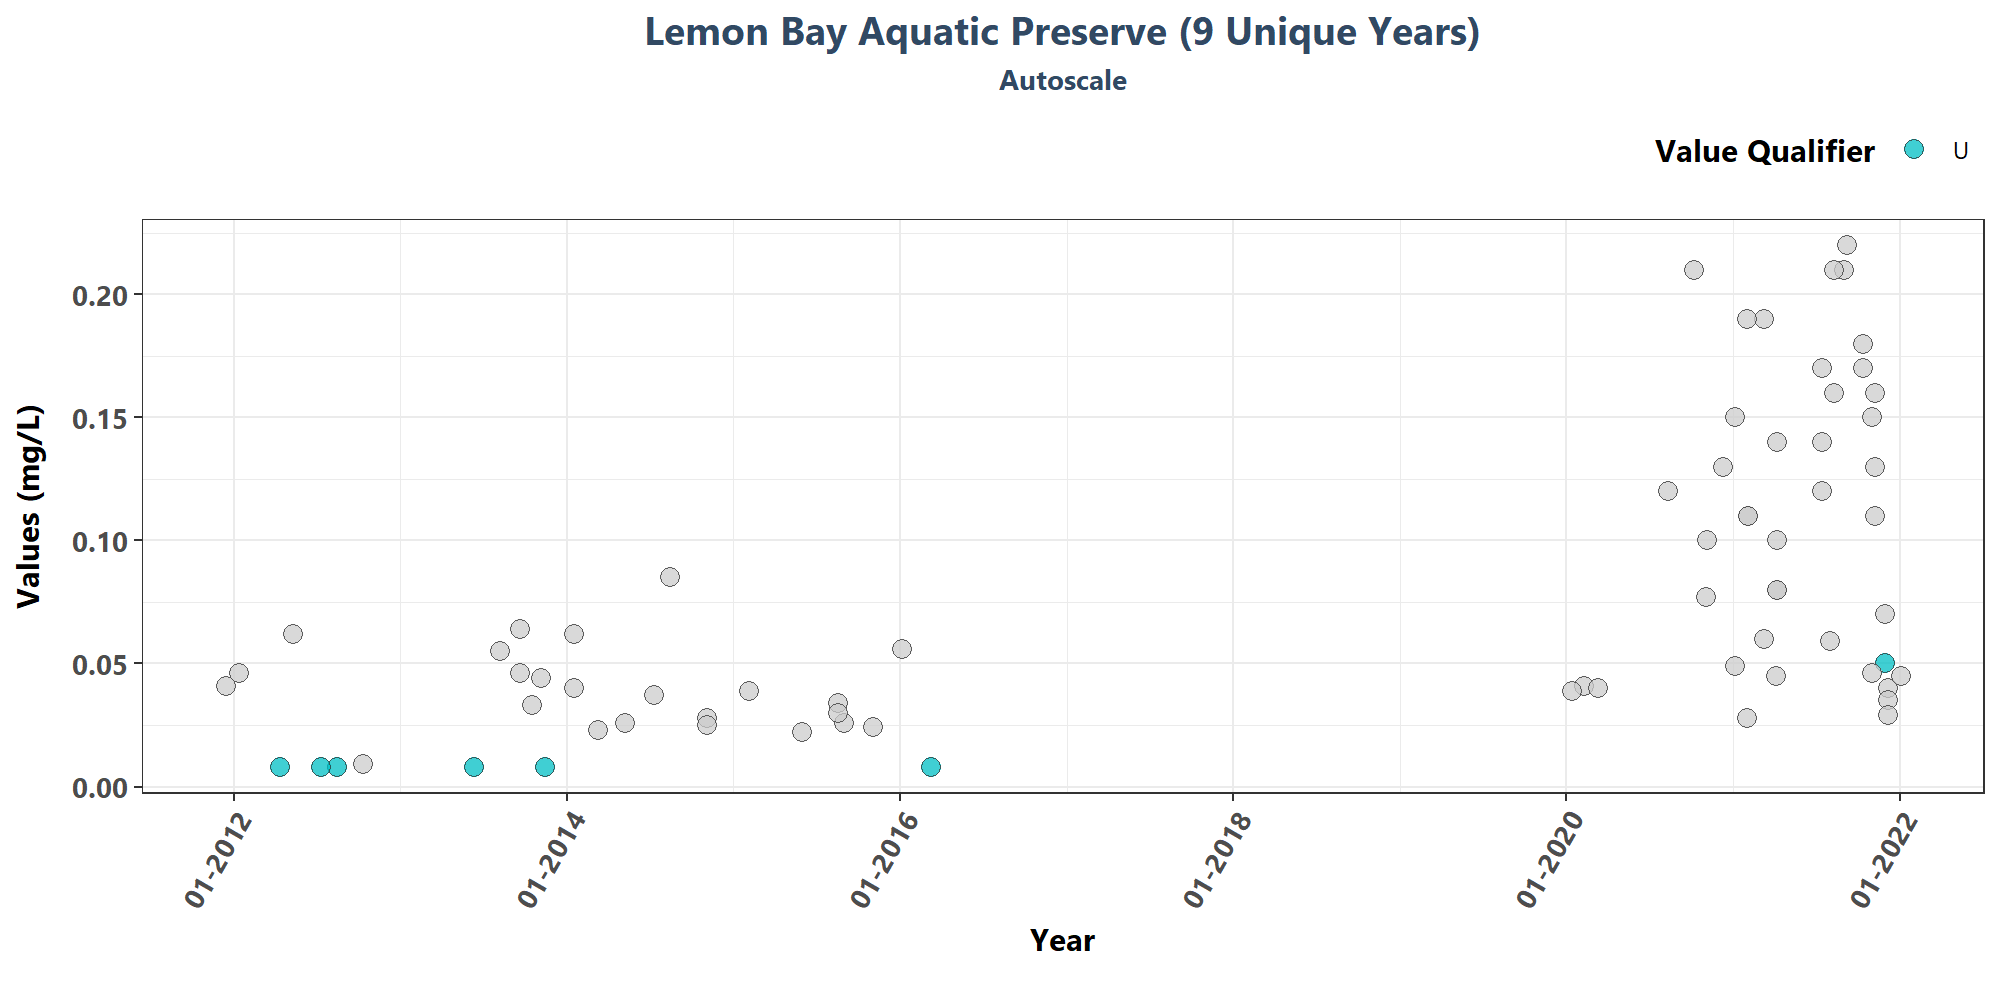 Lemon Bay Aquatic Preserve (9 Unique Years)
Autoscale
Value Qualifier U
Values (mg/L)
0.20
0.15
0.10
0.05
0.00
01-2012 01-2014 01-2016 01-2018 01-2020 01-2022
Year